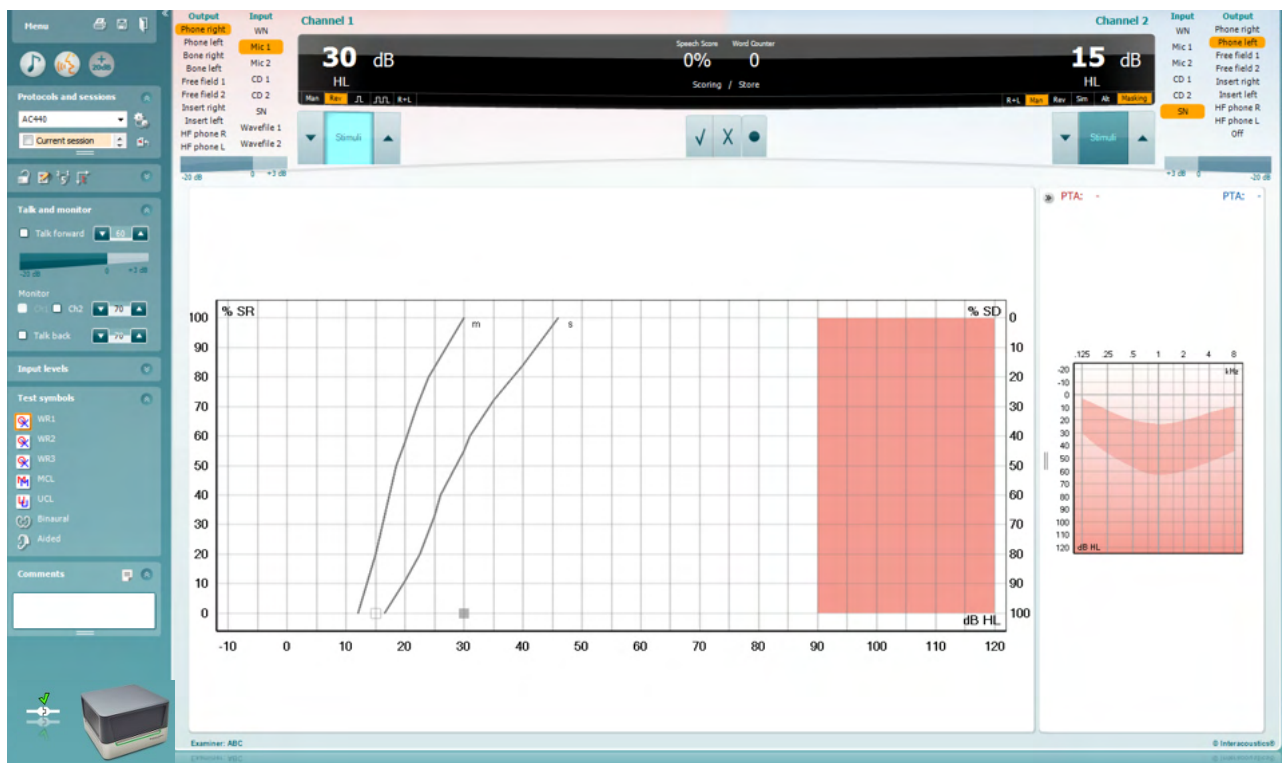 Menu
Protocols and sessions
AC440
Current session
Talk and monitor
Talk forward 60
-20 dB 0 +3 dB
Monitor
Ch1 Ch2 70
Talk back 70
Input levels
Test symbols
WR1
WR2
WR3
MCL
UCL
Binaural
Aided
Comments
Output
Phone right
Phone left
Bone right
Bone left
Free field 1
Free field 2
Insert right
Insert left
HF phone R
HF phone L
Input
WN
Mic 1
Mic 2
CD 1
CD 2
SN
Wavefile 1
Wavefile 2
-20 dB 0 +3 dB
Channel 1
30 dB
HL
Man Rev R+L
Stimuli
Speech Score Word Counter
0% 0
Scoring / Store
Channel 2
15 dB
HL
R+L Man Rev Sim Alt Masking
Stimuli
Input
WN
Mic 1
Mic 2
CD 1
CD 2
SN
Output
Phone right
Phone left
Free field 1
Free field 2
Insert right
Insert left
HF phone R
HF phone L
Off
+3 dB 0 -20 dB
% SR % SD
m s
100 0
90 10
80 20
70 30
60 40
50 50
40 60
30 70
20 80
10 90
0 100
dB HL
-10 0 10 20 30 40 50 60 70 80 90 100 110 120
PTA: - PTA: -
.125 .25 .5 1 2 4 8
kHz
-20
-10
0
10
20
30
40
50
60
70
80
90
100
110
120 dB HL
Examiner: ABC
© Interacoustics®